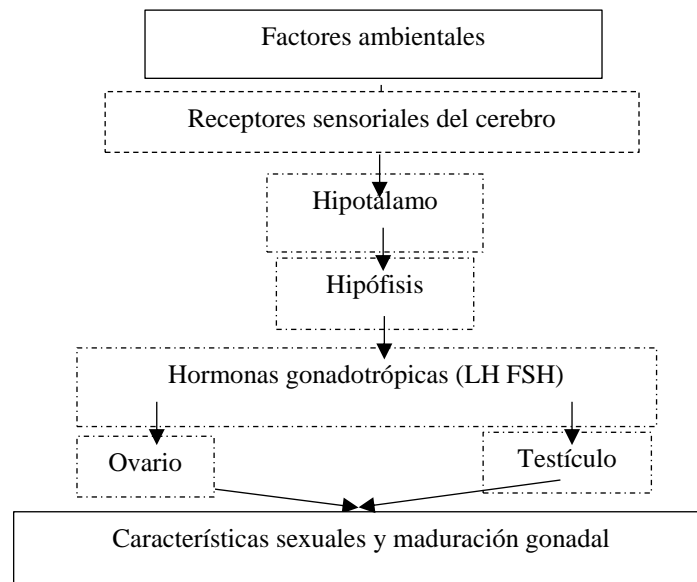 Factores ambientales
Receptores sensoriales del cerebro
Hipotálamo
Hipófisis
Hormonas gonadotrópicas (LH FSH)
Ovario
Testículo
Características sexuales y maduración gonadal